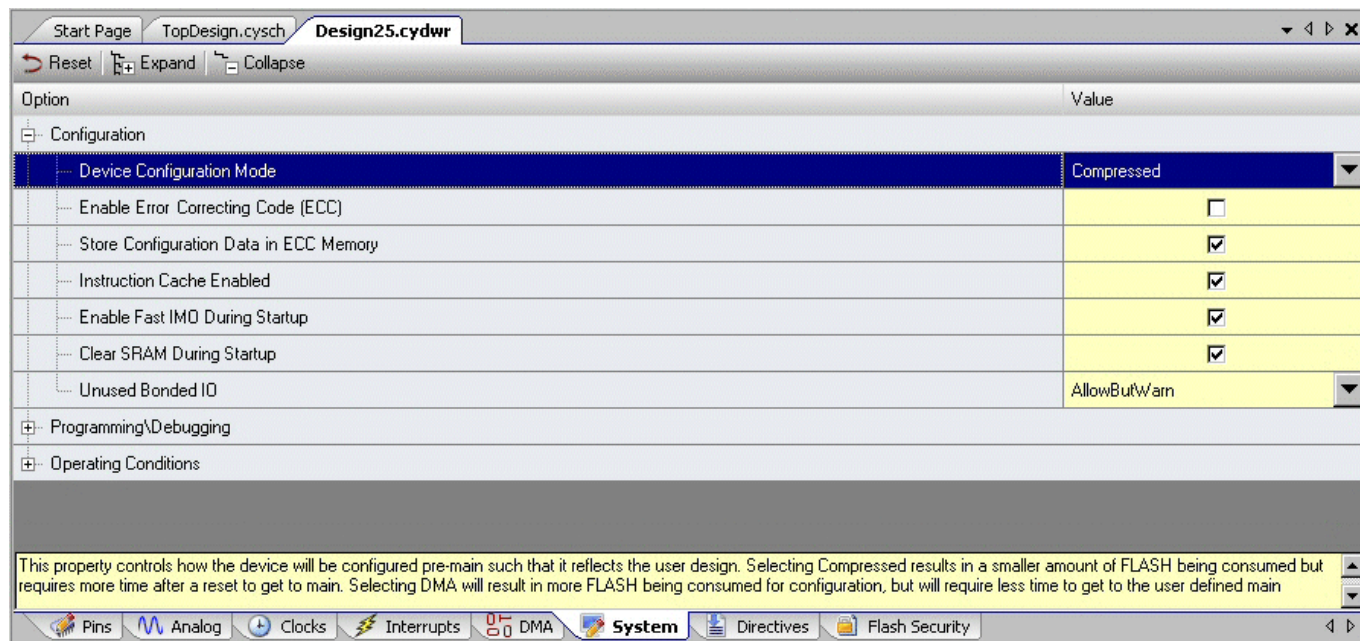 Start Page TopDesign.cysch Design25.cydwr
Reset Expand Collapse
Option Value
Configuration
Device Configuration Mode Compressed
Enable Error Correcting Code (ECC)
Store Configuration Data in ECC Memory
Instruction Cache Enabled
Enable Fast IMO During Startup
Clear SRAM During Startup
Unused Bonded IO AllowButWarn
Programming\Debugging
Operating Conditions
This property controls how the device will be configured pre-main such that it reflects the user design. Selecting Compressed results in a smaller amount of FLASH being consumed but
requires more time after a reset to get to main. Selecting DMA will result in more FLASH being consumed for configuration, but will require less time to get to the user defined main
Pins Analog Clocks Interrupts DMA System Directives Flash Security